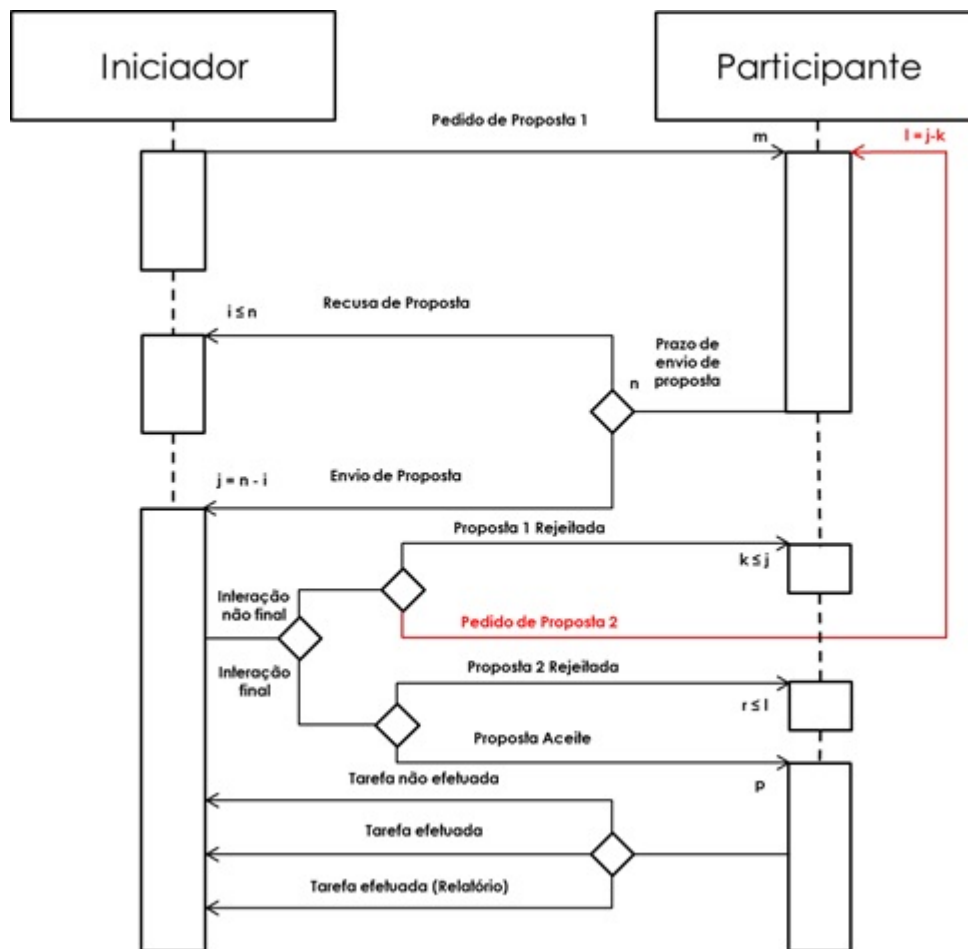 Iniciador
Participante
Pedido de Proposta 1
m
l = j-k
Recusa de Proposta
i ≤ n
Prazo de
envio de
proposta
n
Envio de Proposta
j = n - i
Proposta 1 Rejeitada
k ≤ j
Interação
não final
Pedido de Proposta 2
Interação
final
Proposta 2 Rejeitada
r ≤ l
Proposta Aceite
p
Tarefa não efetuada
Tarefa efetuada
Tarefa efetuada (Relatório)